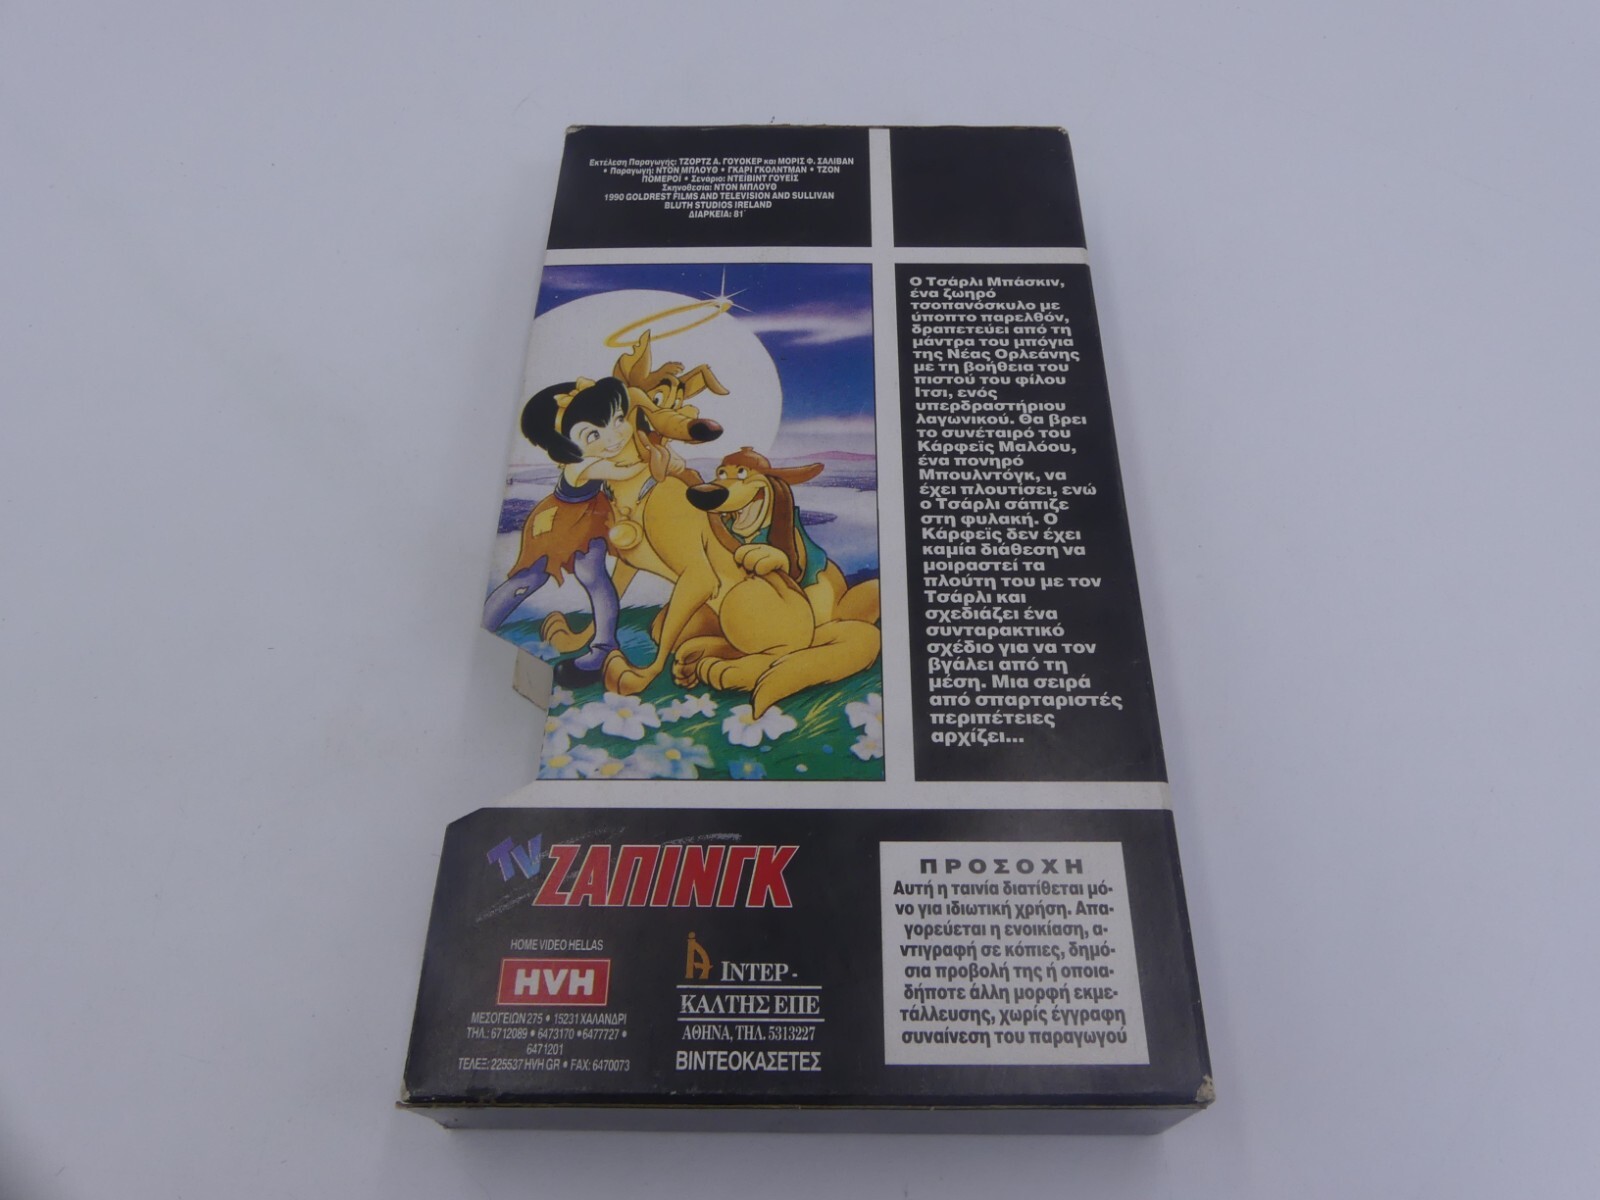 Εκτέλεση Παραγωγής: ΤΖΟΡΤΖ Α. ΓΟΥΟΚΕΡ και ΜΟΡΙΣ Φ. ΣΑΛΙΒΑΝ
• Παραγωγή: ΝΤΟΝ ΜΠΛΟΥΘ • ΓΚΑΡΙ ΓΚΟΛΝΤΜΑΝ • ΤΖΟΝ
ΠΟΜΕΡΟΪ • Σενάριο: ΝΤΕΪΒΙΝΤ ΓΟΥΕΪΣ
Σκηνοθεσία: ΝΤΟΝ ΜΠΛΟΥΘ
1990 GOLDREST FILMS AND TELEVISION AND SULLIVAN
BLUTH STUDIOS IRELAND
ΔΙΑΡΚΕΙΑ: 81΄
Ο Τσάρλι Μπάσκιν,
ένα ζωηρό
τσοπανόσκυλο με
ύποπτο παρελθόν,
δραπετεύει από τη
μάντρα του μπόγια
της Νέας Ορλεάνης
με τη βοήθεια του
πιστού του φίλου
Ιτσι, ενός
υπερδραστήριου
λαγωνικού. Θα βρει
το συνέταιρό του
Κάρφεϊς Μαλόου,
ένα πονηρό
Μπουλντόγκ, να
έχει πλουτίσει, ενώ
ο Τσάρλι σάπιζε
στη φυλακή. Ο
Κάρφεϊς δεν έχει
καμία διάθεση να
μοιραστεί τα
πλούτη του με τον
Τσάρλι και
σχεδιάζει ένα
συνταρακτικό
σχέδιο για να τον
βγάλει από τη
μέση. Μια σειρά
από σπαρταριστές
περιπέτειες
αρχίζει...
TV ΖΑΠΙΝΓΚ
HOME VIDEO HELLAS
HVH
ΜΕΣΟΓΕΙΩΝ 275 • 15231 ΧΑΛΑΝΔΡΙ
ΤΗΛ.: 6712089 • 6473170 • 6477727 •
6471201
ΤΕΛΕΞ: 225537 HVH GR • FAX: 6470073
ΙΝΤΕΡ -
ΚΑΛΤΗΣ ΕΠΕ
ΑΘΗΝΑ, ΤΗΛ. 5313227
ΒΙΝΤΕΟΚΑΣΕΤΕΣ
ΠΡΟΣΟΧΗ
Αυτή η ταινία διατίθεται μό-
νο για ιδιωτική χρήση. Απα-
γορεύεται η ενοικίαση, α-
ντιγραφή σε κόπιες, δημό-
σια προβολή της ή οποια-
δήποτε άλλη μορφή εκμε-
τάλλευσης, χωρίς έγγραφη
συναίνεση του παραγωγού